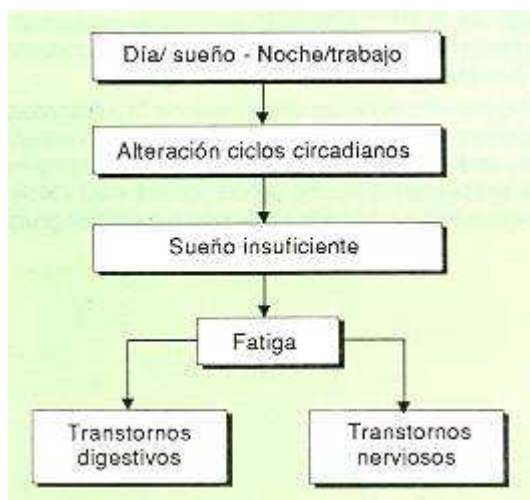 Día/ sueño - Noche/trabajo
Alteración ciclos circadianos
Sueño insuficiente
Fatiga
Transtornos
digestivos
Transtornos
nerviosos